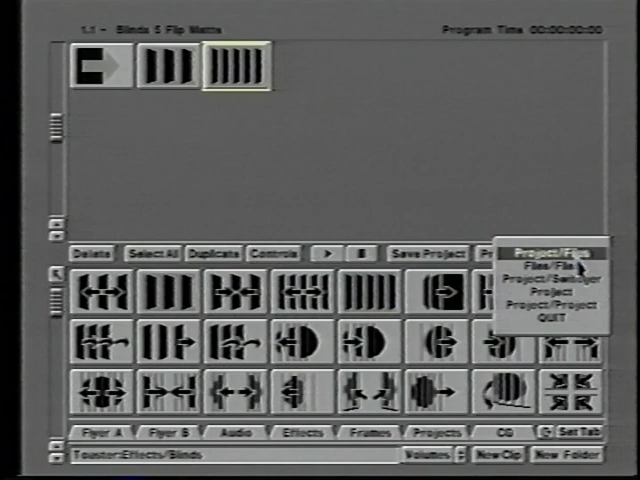 1.1 - Blinds 5 Flip Matte
Program Time 00:00:00:00
Delete Select All Duplicate Controls Save Project
Project/Files
Files/Files
Project/Switcher
Project
Project/Project
QUIT
Flyer A Flyer B Audio Effects Frames Projects CG Set Tab
Toaster:Effects/Blinds Volumes New Clip New Folder